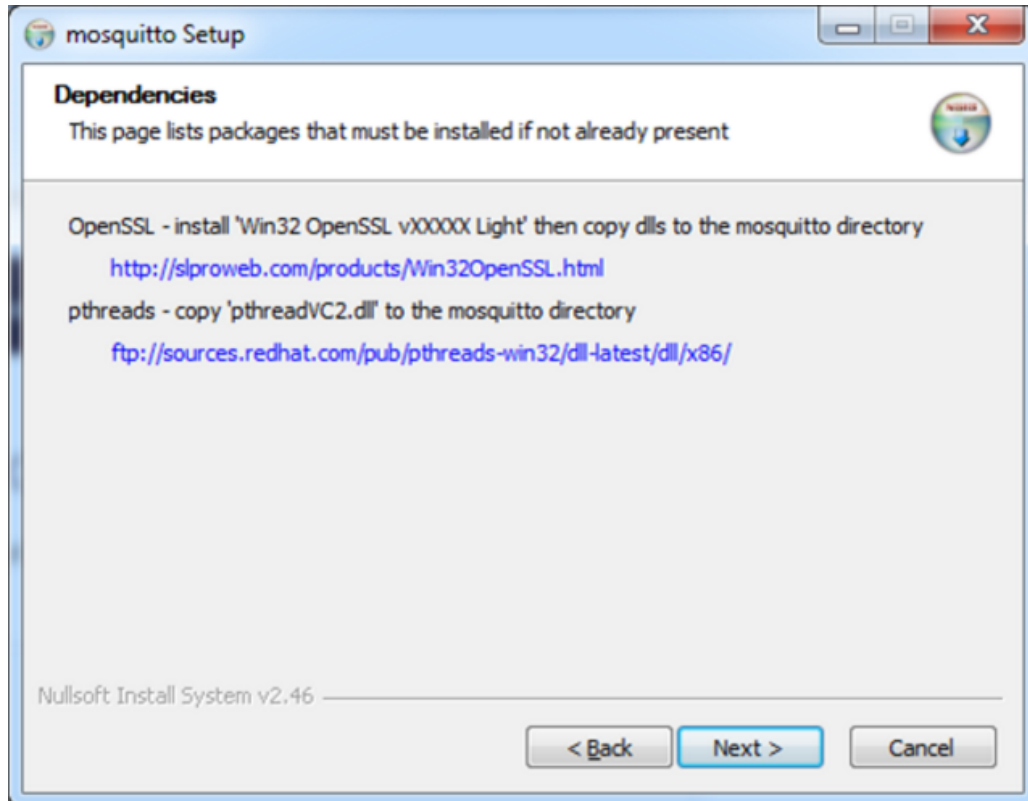 mosquitto Setup
Dependencies
This page lists packages that must be installed if not already present
OpenSSL - install 'Win32 OpenSSL vXXXXX Light' then copy dlls to the mosquitto directory
http://slproweb.com/products/Win32OpenSSL.html
pthreads - copy 'pthreadVC2.dll' to the mosquitto directory
ftp://sources.redhat.com/pub/pthreads-win32/dll-latest/dll/x86/
Nullsoft Install System v2.46
< Back Next > Cancel